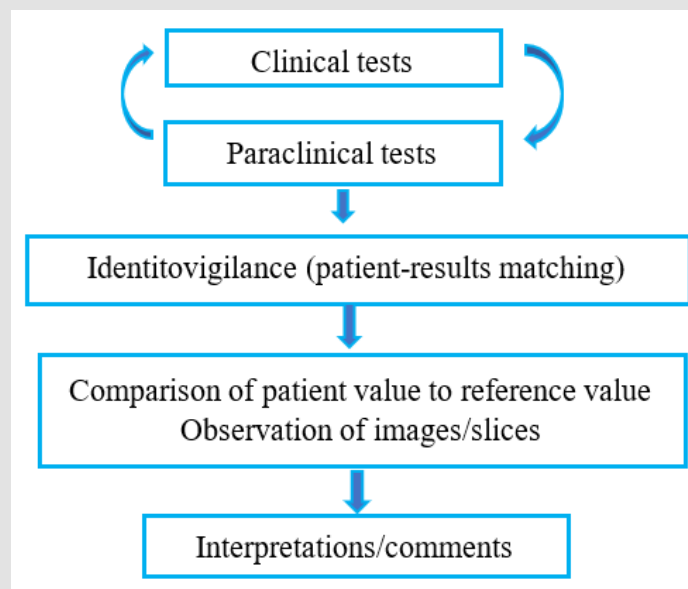 Clinical tests
Paraclinical tests
Identitovigilance (patient-results matching)
Comparison of patient value to reference value
Observation of images/slices
Interpretations/comments